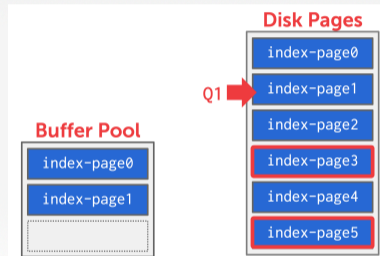 Disk Pages
index-page0
Q1
index-page1
index-page2
index-page3
index-page4
index-page5
Buffer Pool
index-page0
index-page1